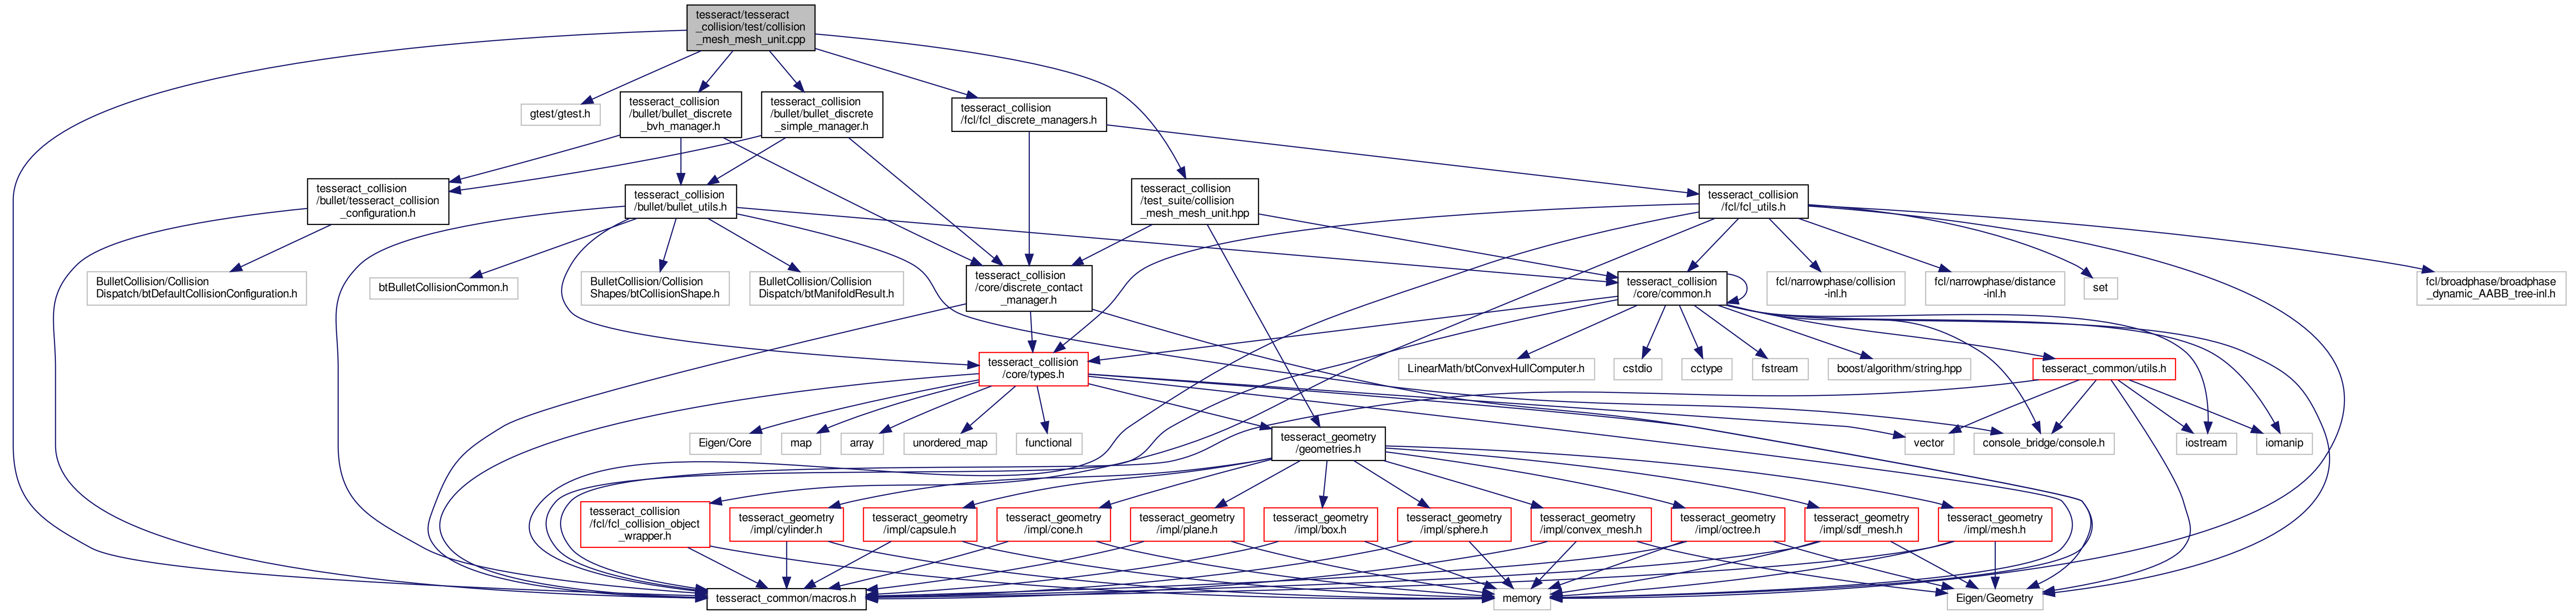 tesseract/tesseract
_collision/test/collision
_mesh_mesh_unit.cpp
gtest/gtest.h
tesseract_collision
/bullet/bullet_discrete
_bvh_manager.h
tesseract_collision
/bullet/bullet_discrete
_simple_manager.h
tesseract_collision
/fcl/fcl_discrete_managers.h
tesseract_collision
/bullet/tesseract_collision
_configuration.h
tesseract_collision
/bullet/bullet_utils.h
tesseract_collision
/test_suite/collision
_mesh_mesh_unit.hpp
tesseract_collision
/fcl/fcl_utils.h
BulletCollision/Collision
Dispatch/btDefaultCollisionConfiguration.h
btBulletCollisionCommon.h
BulletCollision/Collision
Shapes/btCollisionShape.h
BulletCollision/Collision
Dispatch/btManifoldResult.h
tesseract_collision
/core/discrete_contact
_manager.h
tesseract_collision
/core/common.h
fcl/narrowphase/collision
-inl.h
fcl/narrowphase/distance
-inl.h
set
fcl/broadphase/broadphase
_dynamic_AABB_tree-inl.h
tesseract_collision
/core/types.h
LinearMath/btConvexHullComputer.h
cstdio
cctype
fstream
boost/algorithm/string.hpp
tesseract_common/utils.h
Eigen/Core
map
array
unordered_map
functional
tesseract_geometry
/geometries.h
vector
console_bridge/console.h
iostream
iomanip
tesseract_collision
/fcl/fcl_collision_object
_wrapper.h
tesseract_geometry
/impl/cylinder.h
tesseract_geometry
/impl/capsule.h
tesseract_geometry
/impl/cone.h
tesseract_geometry
/impl/plane.h
tesseract_geometry
/impl/box.h
tesseract_geometry
/impl/sphere.h
tesseract_geometry
/impl/convex_mesh.h
tesseract_geometry
/impl/octree.h
tesseract_geometry
/impl/sdf_mesh.h
tesseract_geometry
/impl/mesh.h
tesseract_common/macros.h
memory
Eigen/Geometry